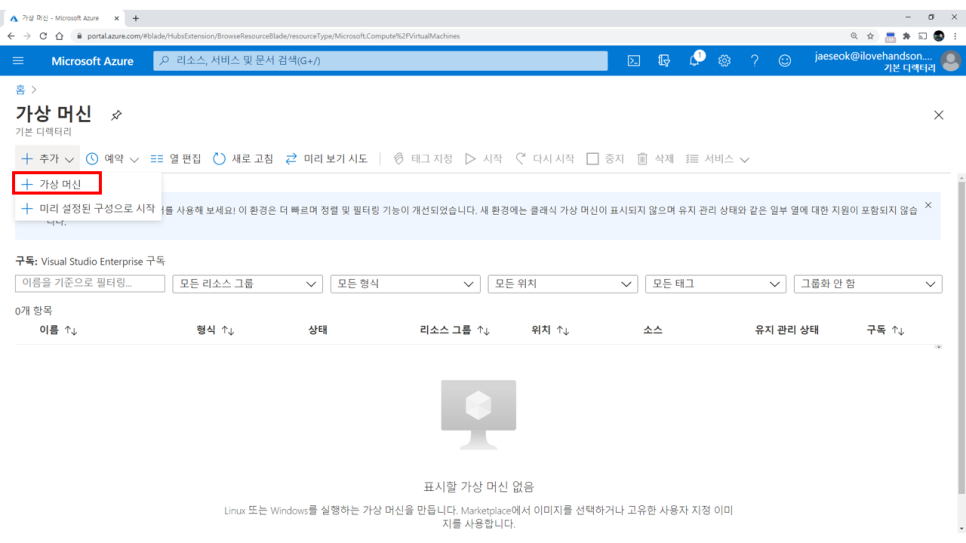 가상 머신 - Microsoft Azure
portal.azure.com/#blade/HubsExtension/BrowseResourceBlade/resourceType/Microsoft.Compute%2FVirtualMachines
Microsoft Azure 리소스, 서비스 및 문서 검색(G+/) 1 jaeseok@ilovehandson....
기본 디렉터리
홈 >
가상 머신
기본 디렉터리
추가 예약 열 편집 새로 고침 미리 보기 시도 태그 지정 시작 다시 시작 중지 삭제 서비스
가상 머신
미리 설정된 구성으로 시작
를 사용해 보세요! 이 환경은 더 빠르며 정렬 및 필터링 기능이 개선되었습니다. 새 환경에는 클래식 가상 머신이 표시되지 않으며 유지 관리 상태와 같은 일부 열에 대한 지원이 포함되지 않습
니다.
구독: Visual Studio Enterprise 구독
이름을 기준으로 필터링... 모든 리소스 그룹 모든 형식 모든 위치 모든 태그 그룹화 안 함
0개 항목
이름 ↑↓ 형식 ↑↓ 상태 리소스 그룹 ↑↓ 위치 ↑↓ 소스 유지 관리 상태 구독 ↑↓
표시할 가상 머신 없음
Linux 또는 Windows를 실행하는 가상 머신을 만듭니다. Marketplace에서 이미지를 선택하거나 고유한 사용자 지정 이미
지를 사용합니다.